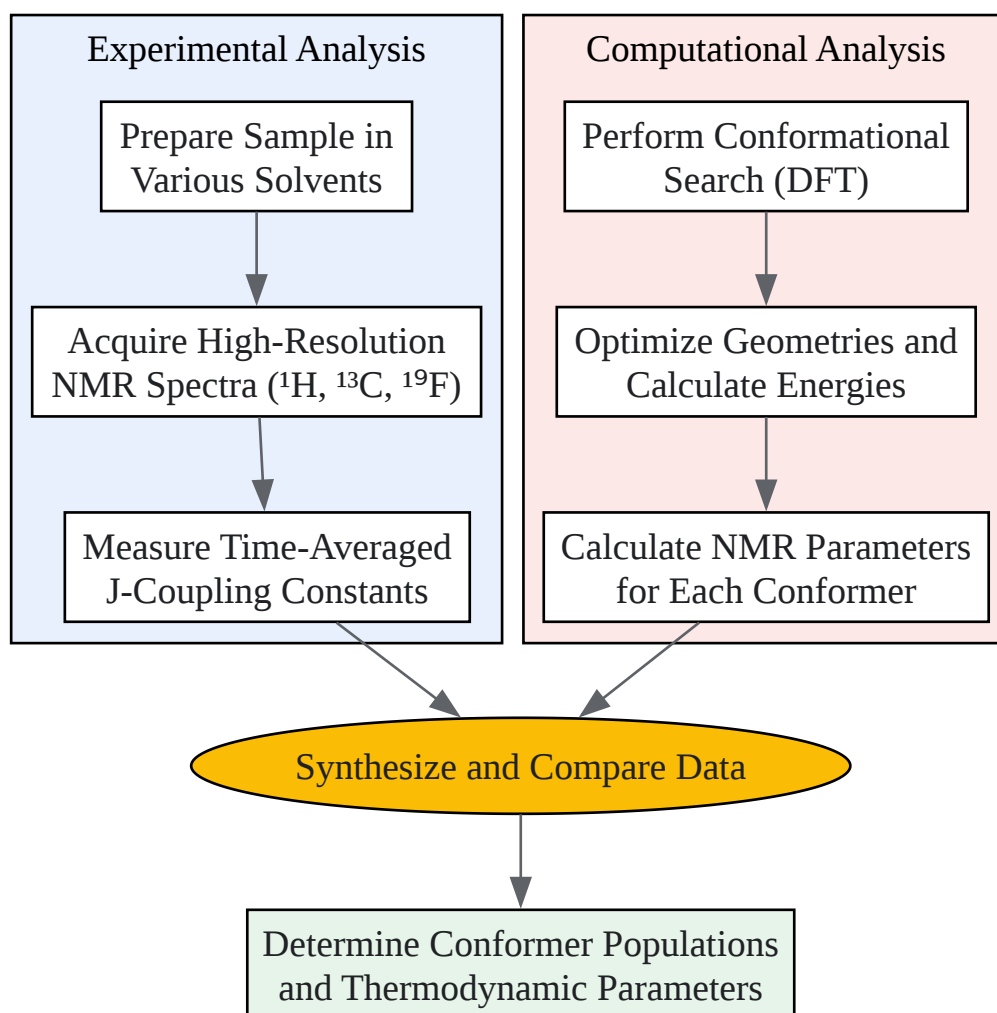 Experimental Analysis
Prepare Sample in
Various Solvents
Acquire High-Resolution
NMR Spectra (¹H, ¹³C, ¹⁹F)
Measure Time-Averaged
J-Coupling Constants
Computational Analysis
Perform Conformational
Search (DFT)
Optimize Geometries and
Calculate Energies
Calculate NMR Parameters
for Each Conformer
Synthesize and Compare Data
Determine Conformer Populations
and Thermodynamic Parameters